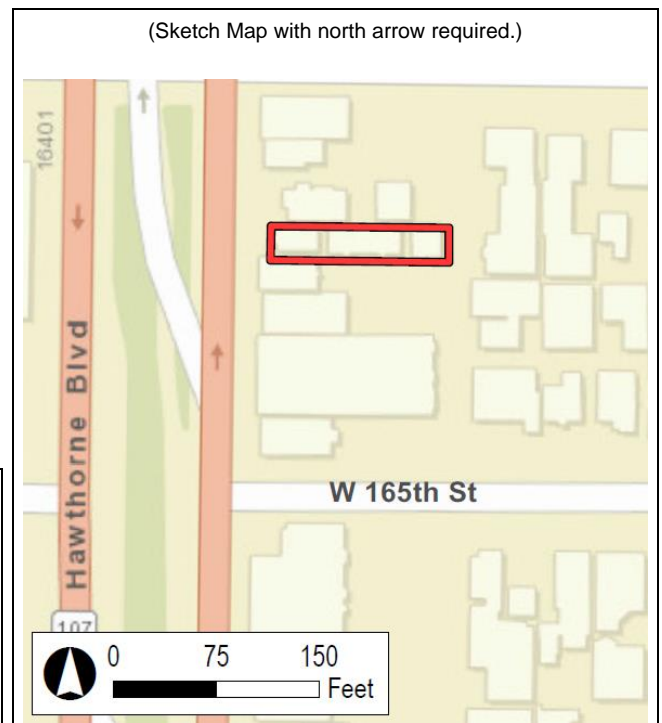 (Sketch Map with north arrow required.)
16401
Hawthorne Blvd
W 165th St
107
0 75 150
Feet